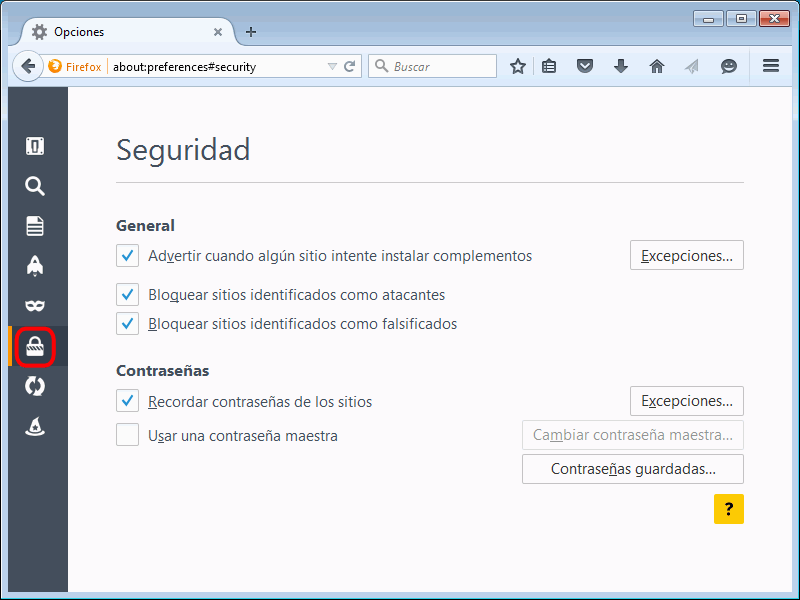 Opciones
Firefox
about:preferences#security
Buscar
Seguridad
General
Advertir cuando algún sitio intente instalar complementos
Excepciones...
Bloquear sitios identificados como atacantes
Bloquear sitios identificados como falsificados
Contraseñas
Recordar contraseñas de los sitios
Excepciones...
Usar una contraseña maestra
Cambiar contraseña maestra...
Contraseñas guardadas...
?